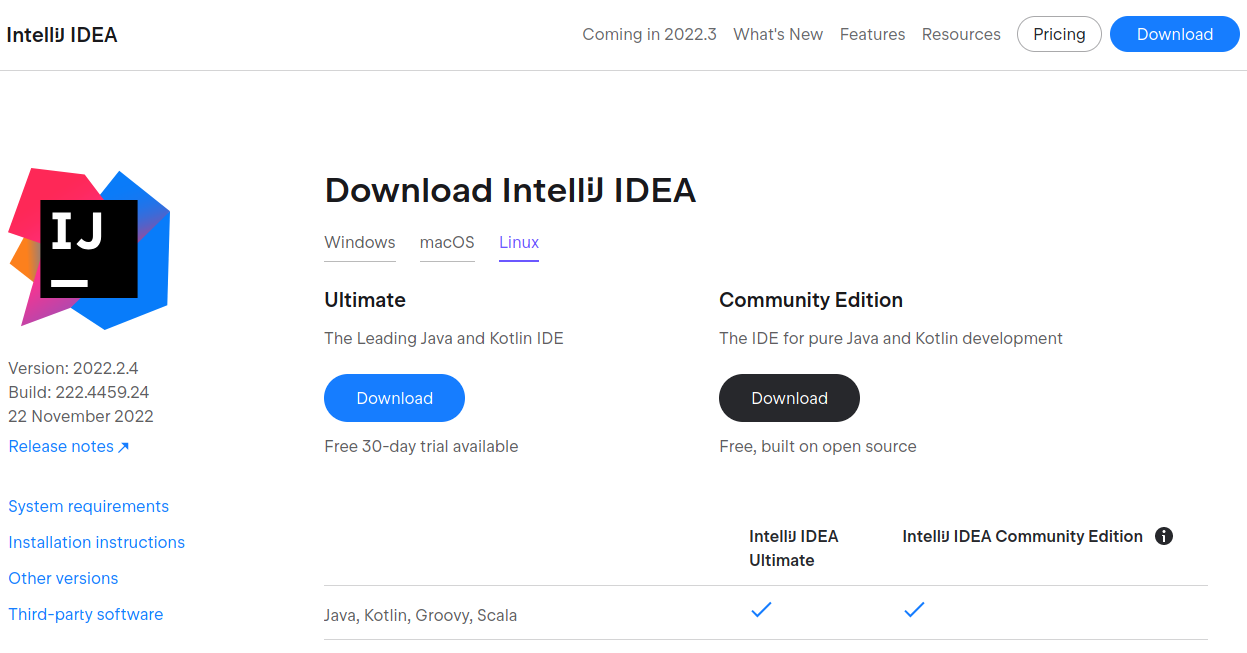 IntelliJ IDEA
Coming in 2022.3 What's New Features Resources Pricing Download
IJ
Version: 2022.2.4
Build: 222.4459.24
22 November 2022
Release notes ↗
System requirements
Installation instructions
Other versions
Third-party software
Download IntelliJ IDEA
Windows macOS Linux
Ultimate
The Leading Java and Kotlin IDE
Download
Free 30-day trial available
Community Edition
The IDE for pure Java and Kotlin development
Download
Free, built on open source
IntelliJ IDEA
Ultimate
IntelliJ IDEA Community Edition
Java, Kotlin, Groovy, Scala